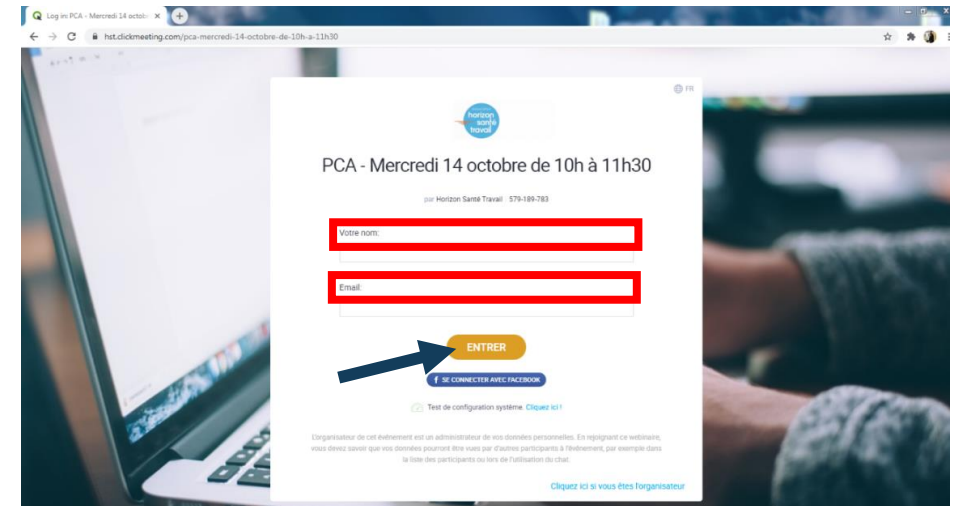 Log in: PCA - Mercredi 14 octob
hst.clickmeeting.com/pca-mercredi-14-octobre-de-10h-a-11h30
FR
horizon
santé
travail
PCA - Mercredi 14 octobre de 10h à 11h30
par Horizon Santé Travail 579-189-783
Votre nom:
Email:
ENTRER
f SE CONNECTER AVEC FACEBOOK
Test de configuration système. Cliquez ici !
L'organisateur de cet événement est un administrateur de vos données personnelles. En rejoignant ce webinaire,
vous devez savoir que vos données pourront être vues par d'autres participants à l'événement, par exemple dans
la liste des participants ou lors de l'utilisation du chat.
Cliquez ici si vous êtes l'organisateur